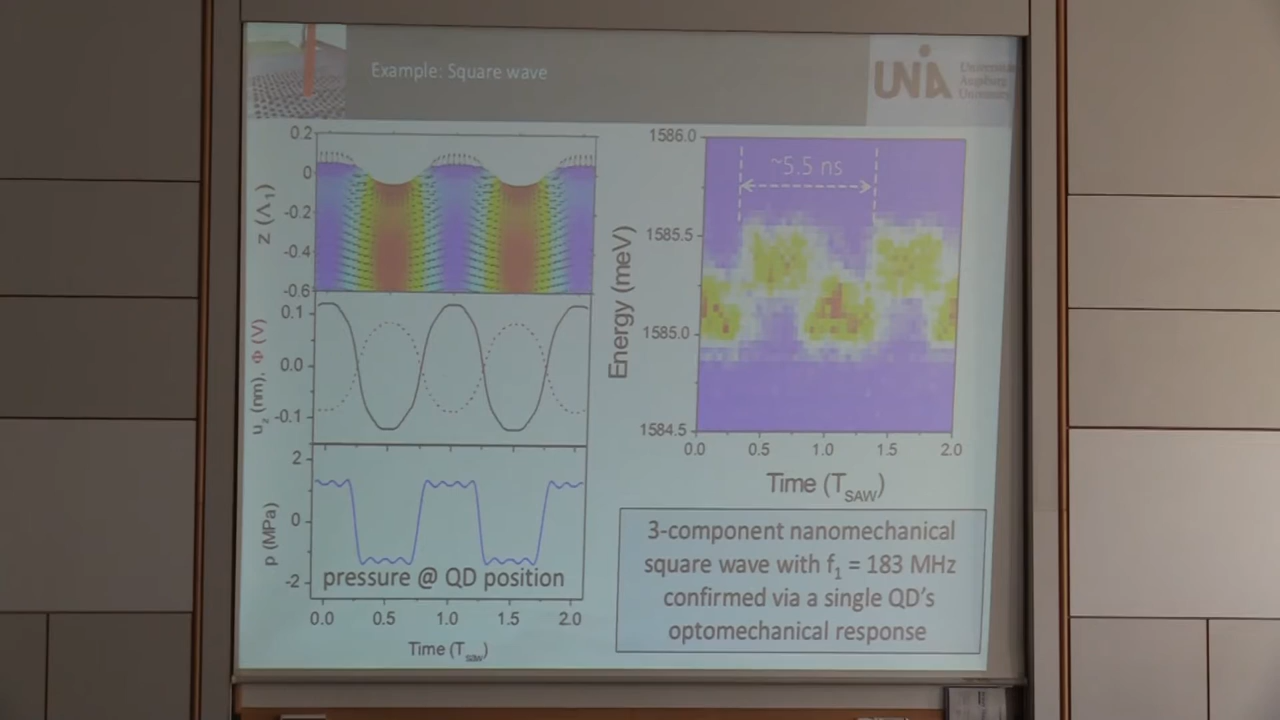 Example: Square wave
UNIA
Universität
Augsburg
University
0.2
0
-0.2
-0.4
-0.6
z (Λ₁)
0.1
0.0
-0.1
u_z (nm), Φ (V)
2
0
-2
p (MPa)
pressure @ QD position
0.0 0.5 1.0 1.5 2.0
Time (T_saw)
1586.0
1585.5
1585.0
1584.5
Energy (meV)
~5.5 ns
0.0 0.5 1.0 1.5 2.0
Time (T_SAW)
3-component nanomechanical
square wave with f₁ = 183 MHz
confirmed via a single QD's
optomechanical response